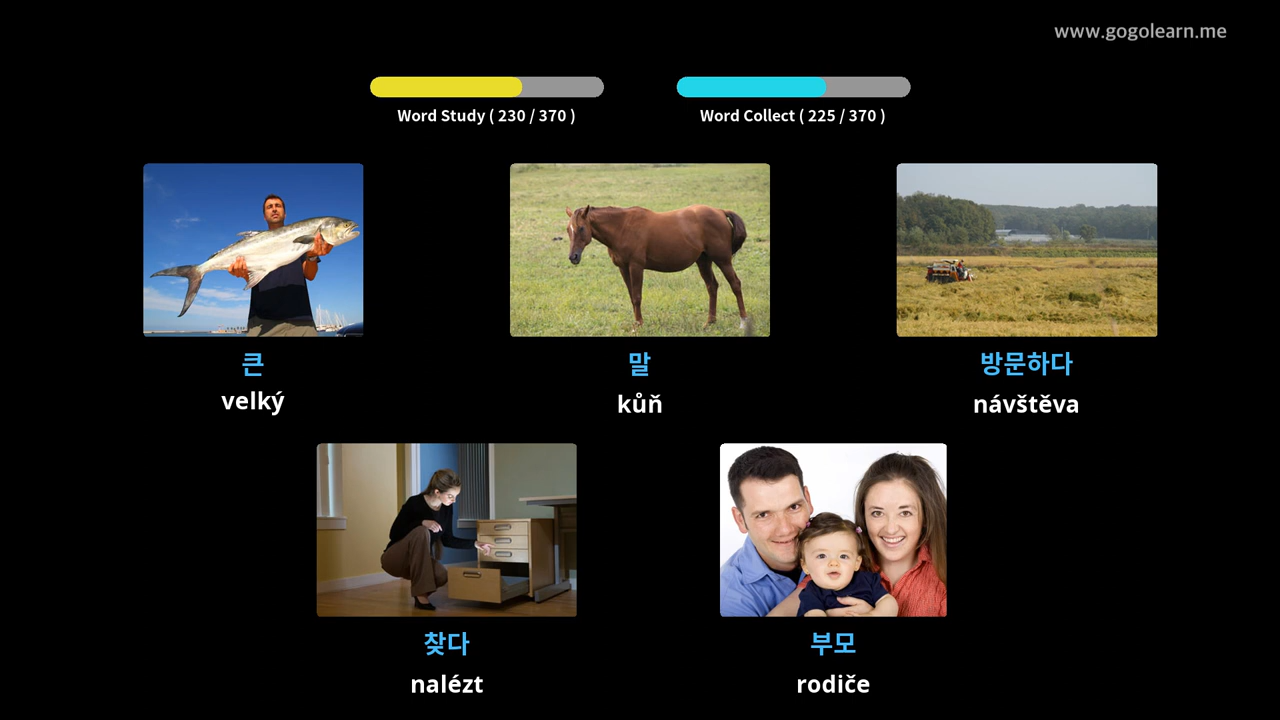 www.gogolearn.me
Word Study ( 230 / 370 )
Word Collect ( 225 / 370 )
큰
velký
말
kůň
방문하다
návštěva
찾다
nalézt
부모
rodiče